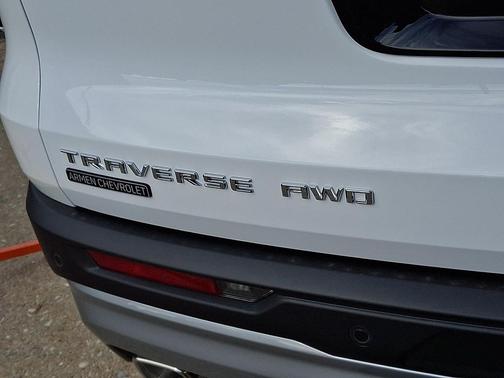 TRAVERSE AWD
ARMEN CHEVROLET